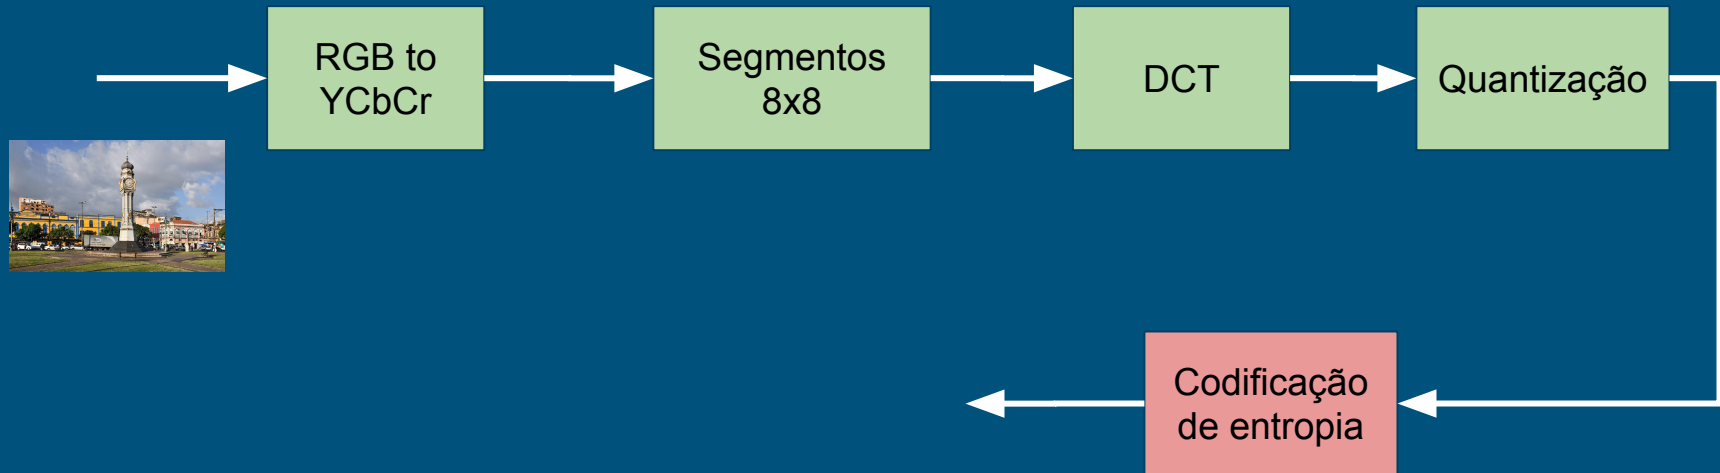 RGB to
YCbCr
Segmentos
8x8
DCT
Quantização
Codificação
de entropia